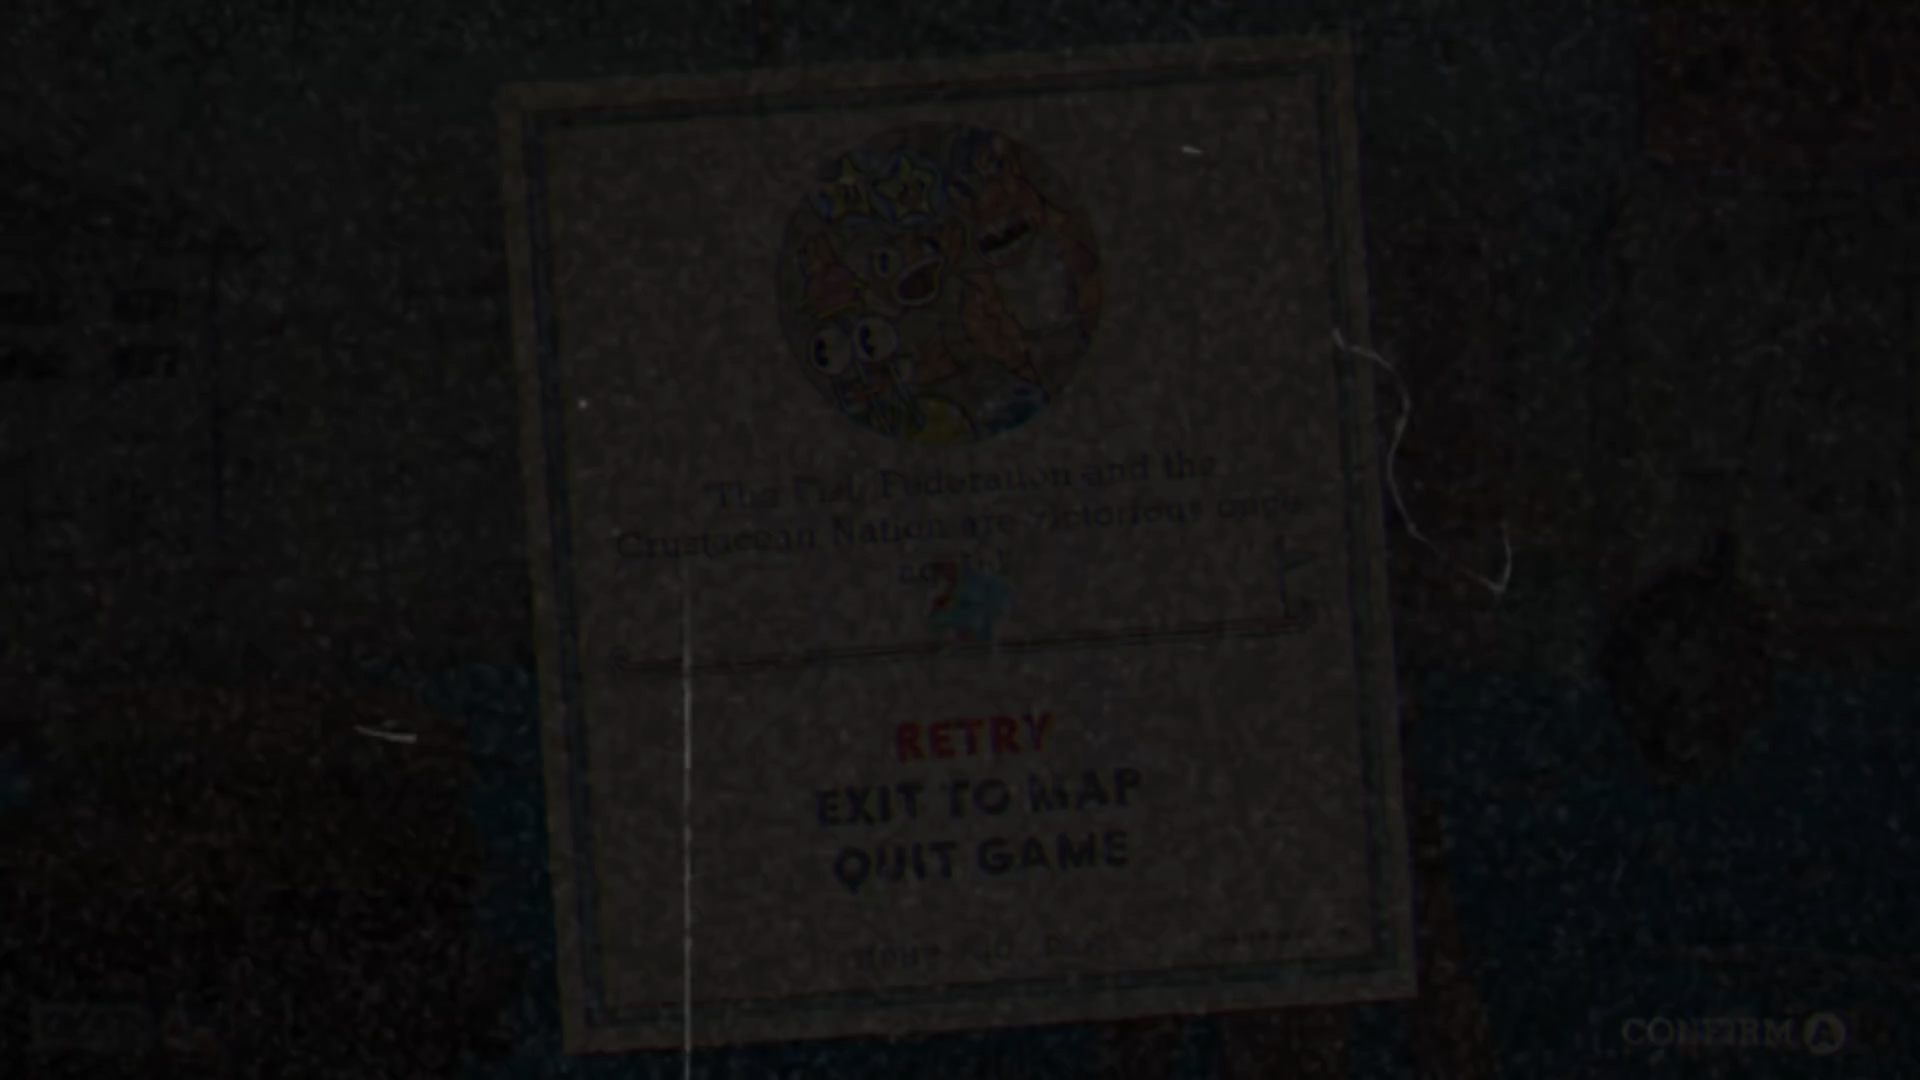 "The Fish Federation and the
Crustacean Nation are victorious once
again!"
RETRY
EXIT TO MAP
QUIT GAME
CONFIRM A